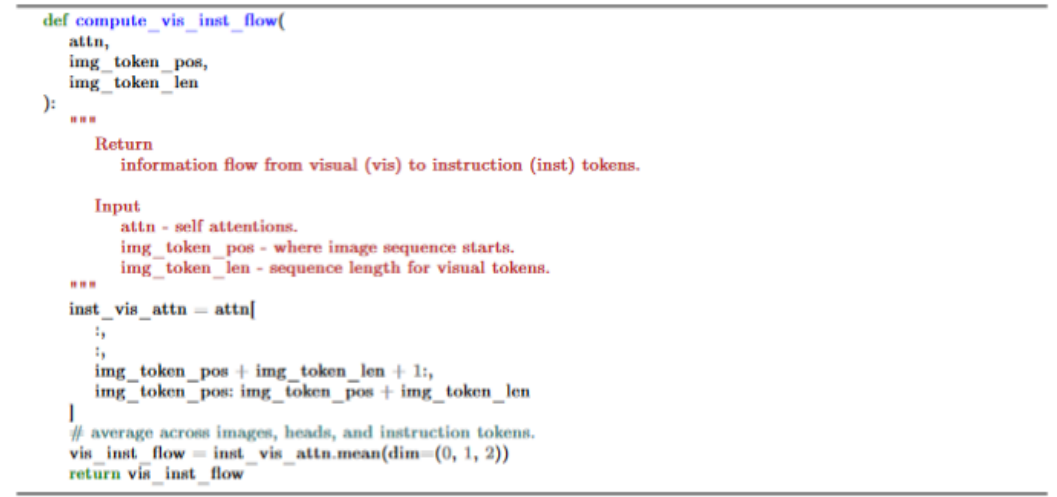 def compute_vis_inst_flow(
attn,
img_token_pos,
img_token_len
):
"""
Return
information flow from visual (vis) to instruction (inst) tokens.
Input
attn - self attentions.
img_token_pos - where image sequence starts.
img_token_len - sequence length for visual tokens.
"""
inst_vis_attn = attn[
:,
:,
img_token_pos + img_token_len + 1:,
img_token_pos: img_token_pos + img_token_len
]
# average across images, heads, and instruction tokens.
vis_inst_flow = inst_vis_attn.mean(dim=(0, 1, 2))
return vis_inst_flow